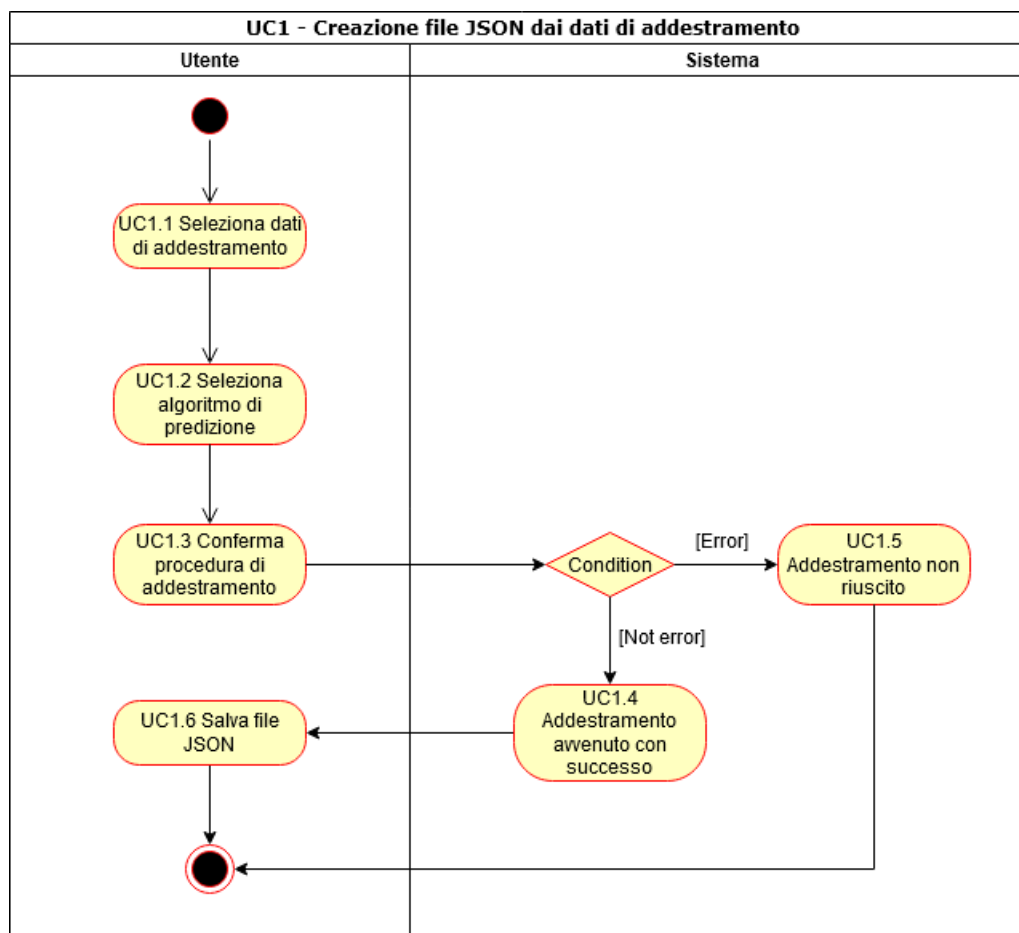 UC1 - Creazione file JSON dai dati di addestramento
Utente
Sistema
UC1.1 Seleziona dati
di addestramento
UC1.2 Seleziona
algoritmo di
predizione
UC1.3 Conferma
procedura di
addestramento
Condition
[Error]
UC1.5
Addestramento non
riuscito
[Not error]
UC1.4
Addestramento
avvenuto con
successo
UC1.6 Salva file
JSON